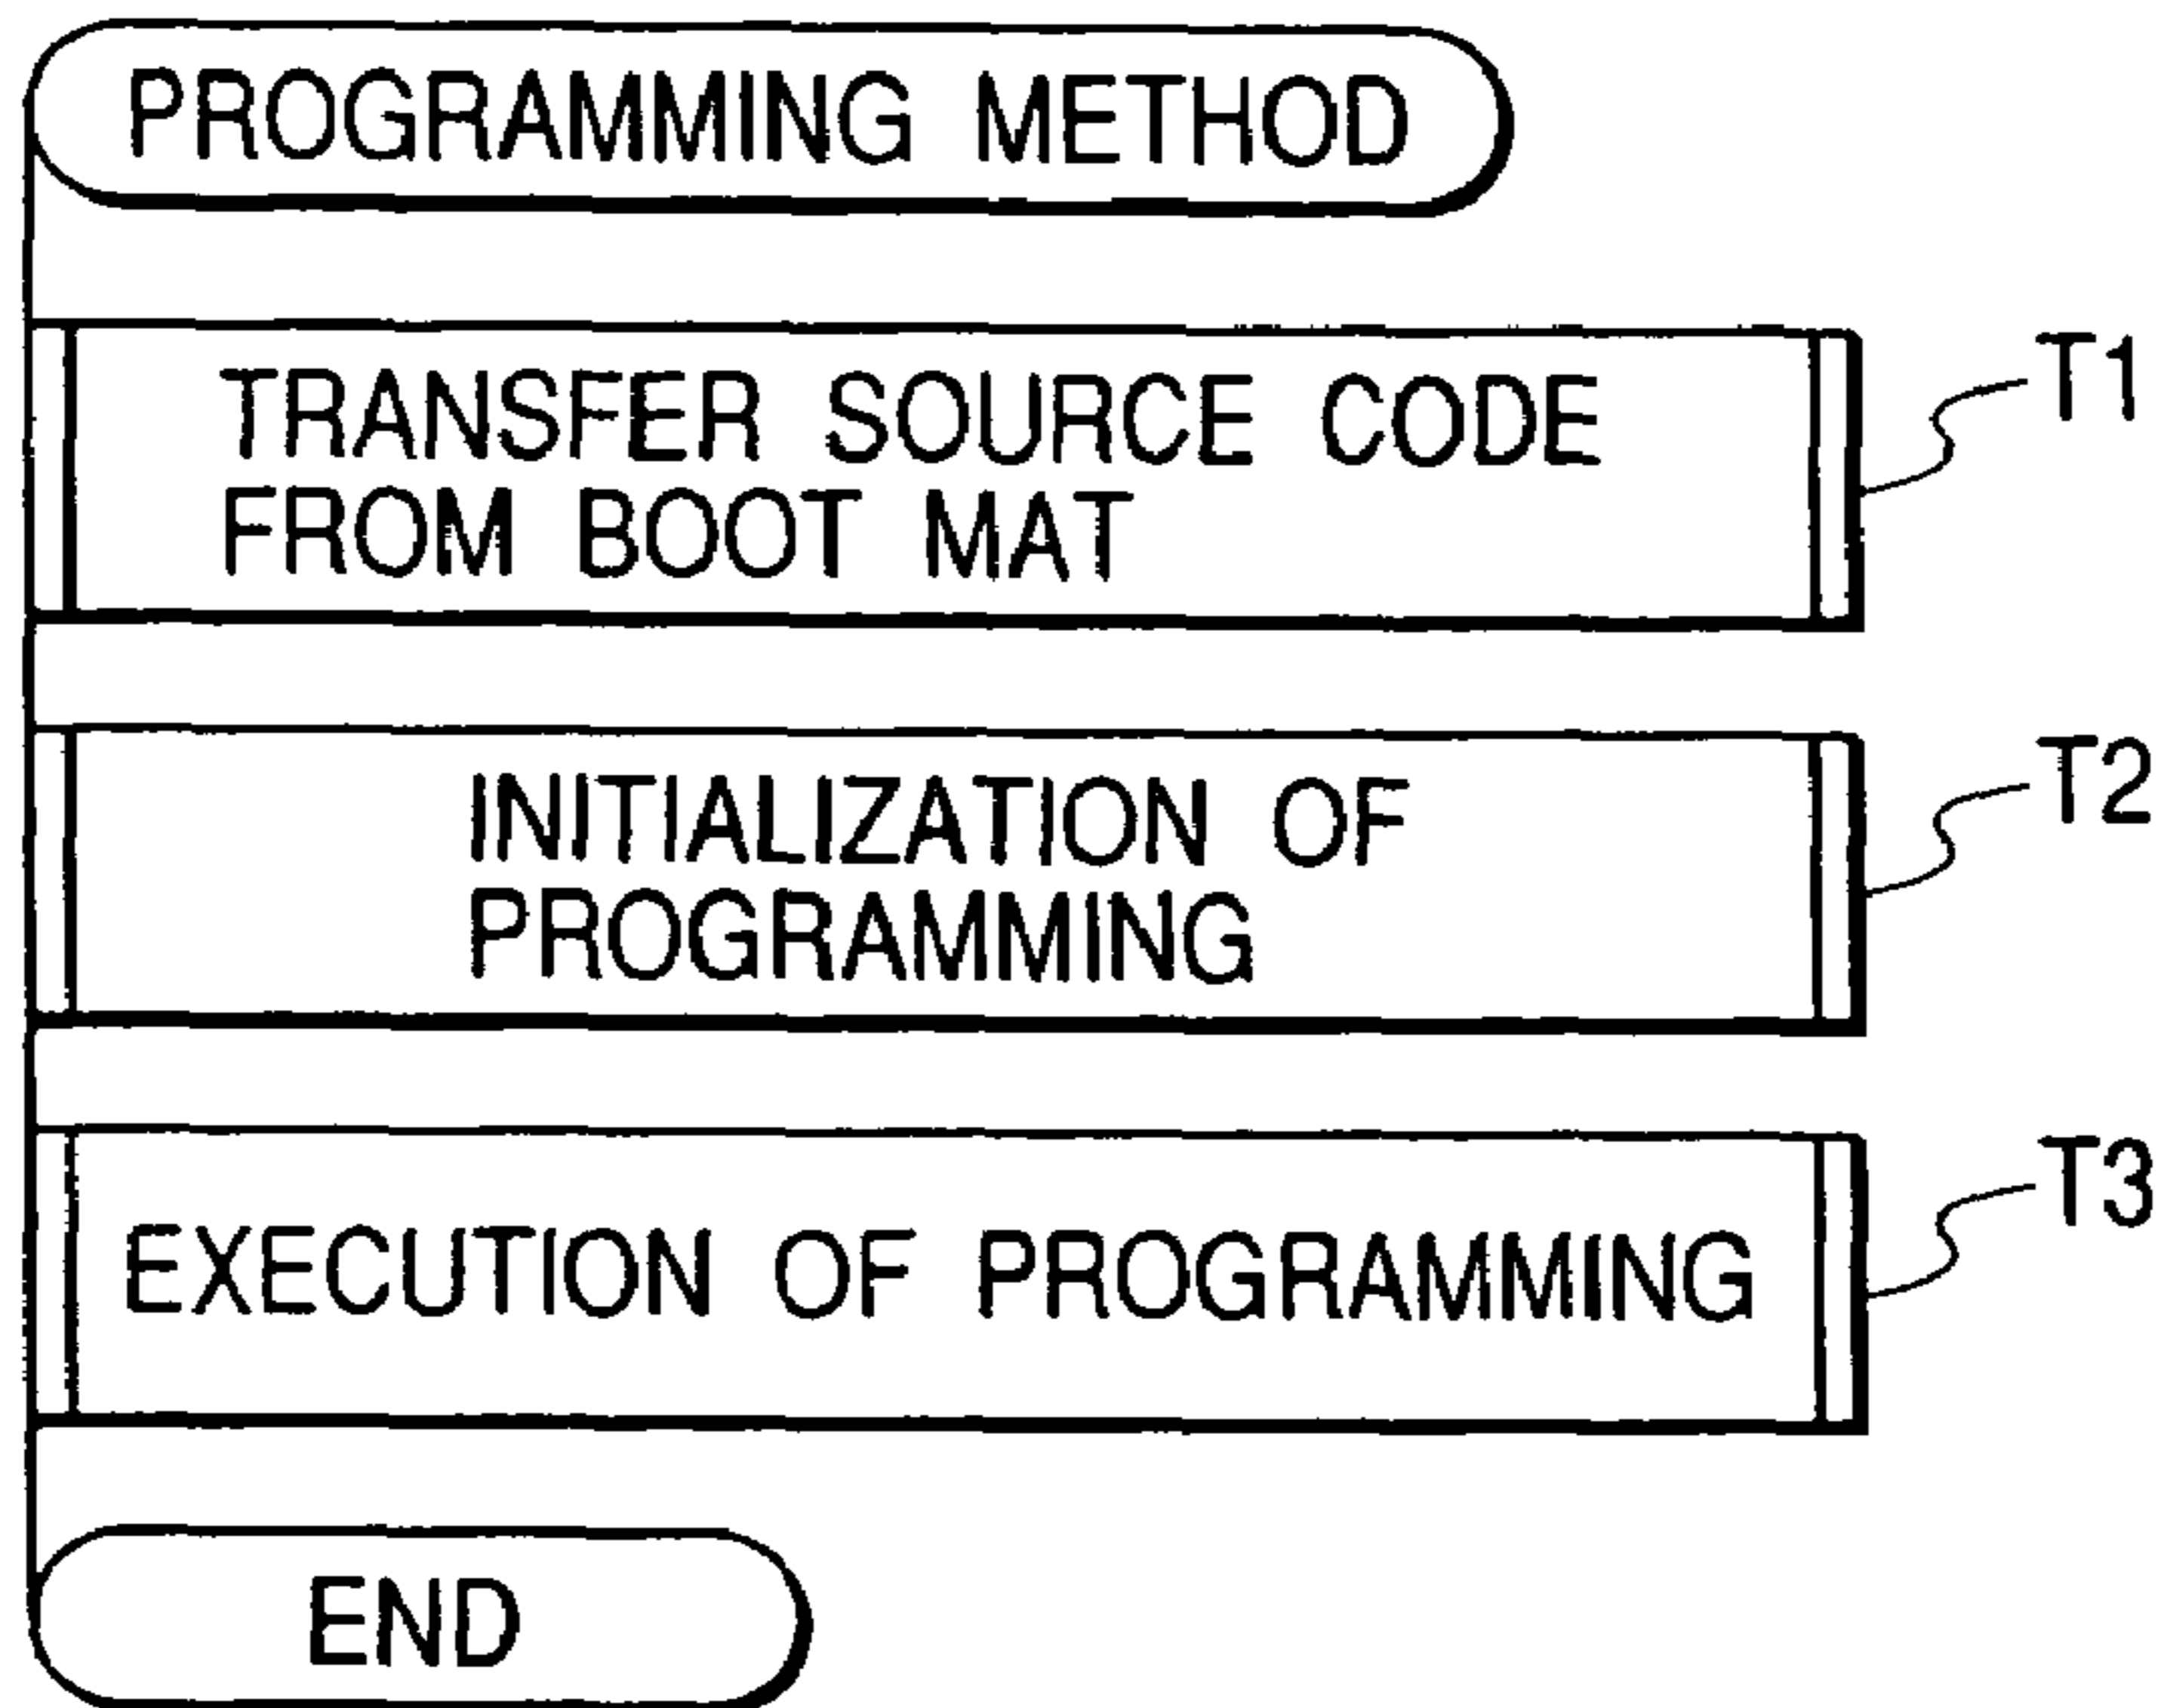 PROGRAMMING METHOD
TRANSFER SOURCE CODE
FROM BOOT MAT
T1
INITIALIZATION OF
PROGRAMMING
T2
EXECUTION OF PROGRAMMING
T3
END